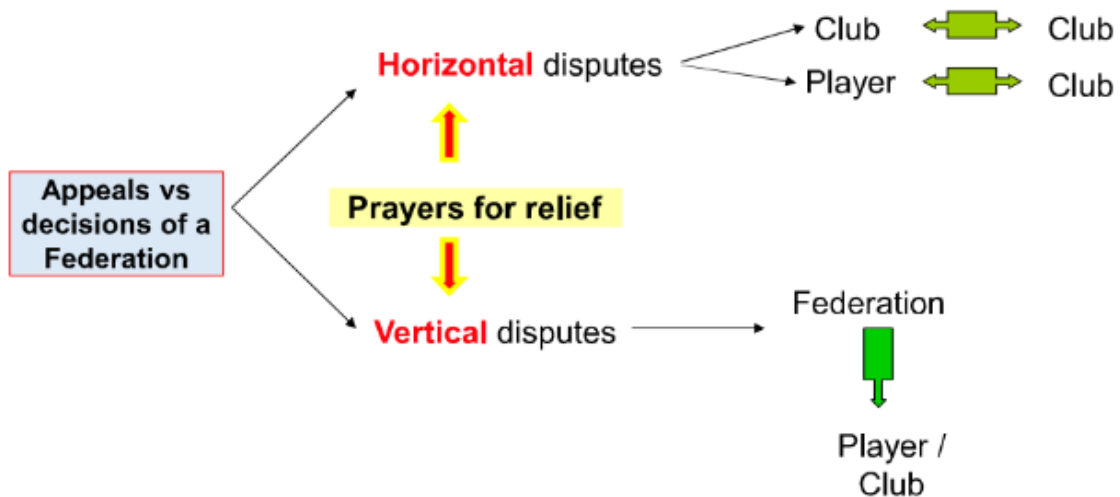 Horizontal disputes
Club
Club
Player
Club
Appeals vs
decisions of a
Federation
Prayers for relief
Vertical disputes
Federation
Player /
Club